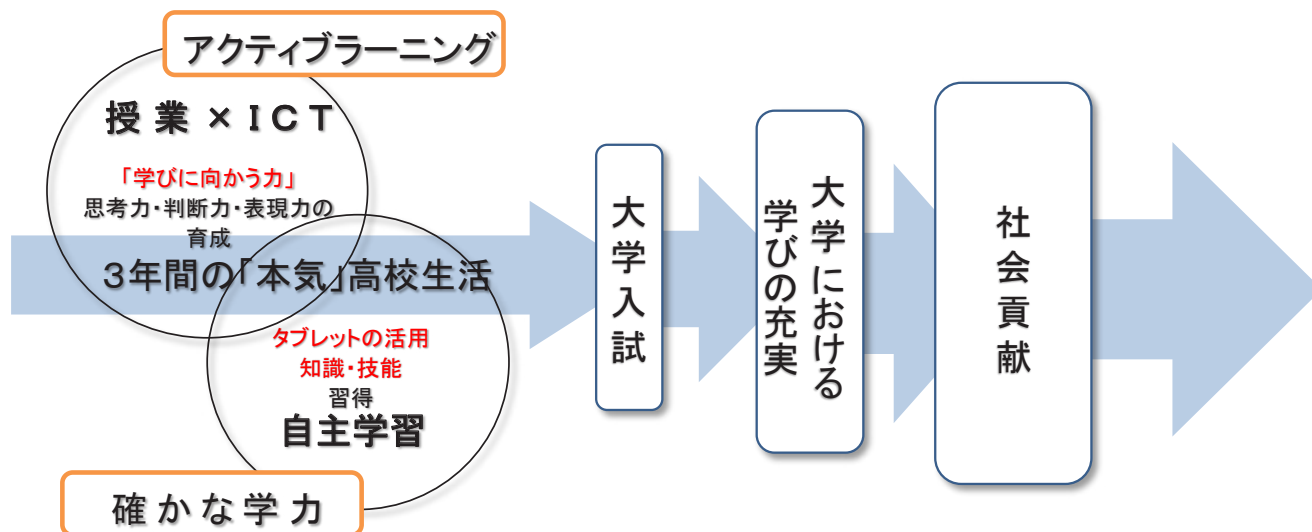 アクティブラーニング
授業×ICT
「学びに向かう力」
思考力・判断力・表現力の
育成
3年間の「本気」高校生活
タブレットの活用
知識・技能
習得
自主学習
確かな学力
大学入試
大学における
学びの充実
社会貢献